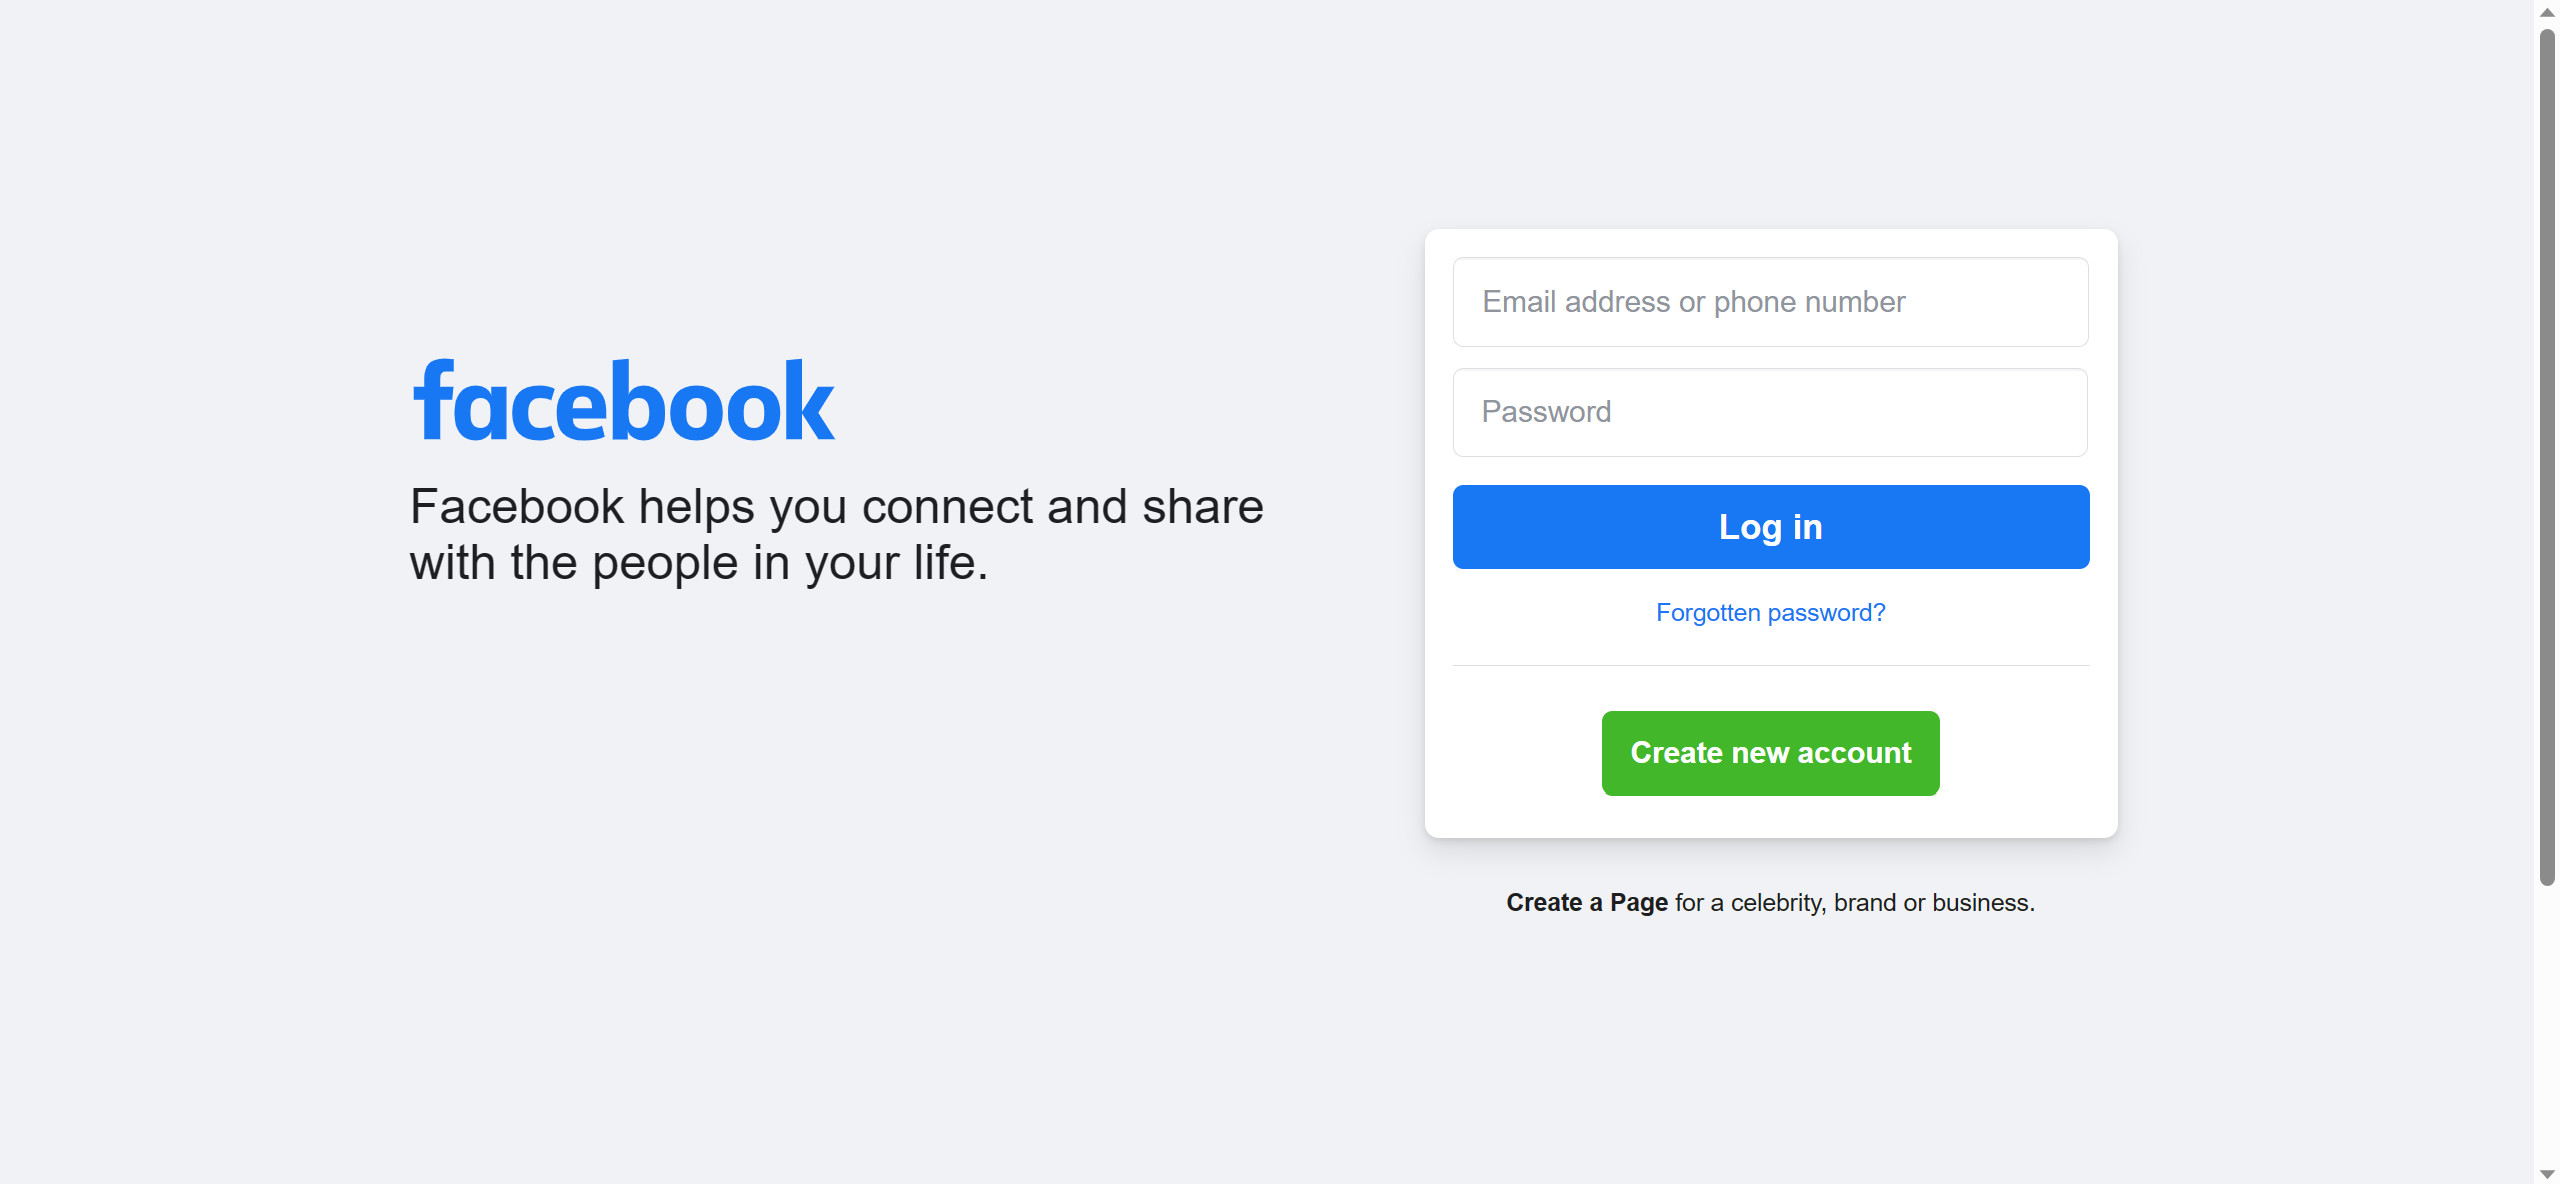 facebook
Facebook helps you connect and share
with the people in your life.
Email address or phone number
Password
Log in
Forgotten password?
Create new account
Create a Page for a celebrity, brand or business.